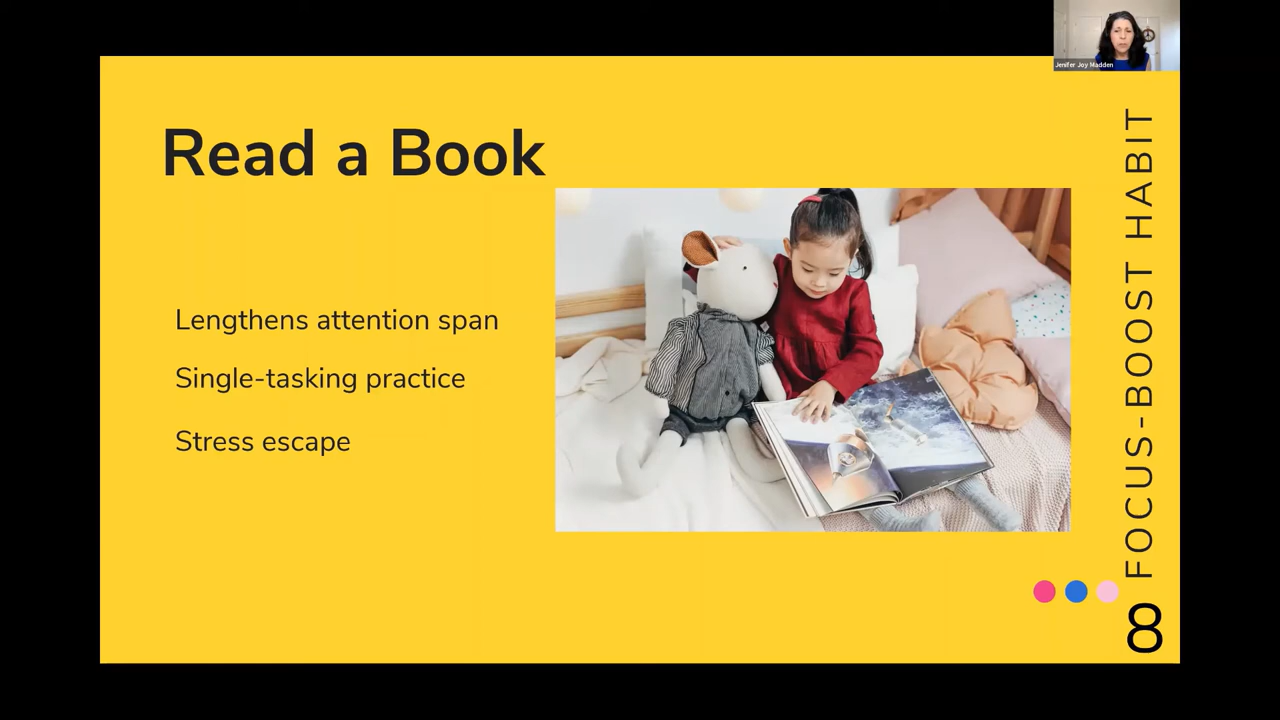 Jenifer Joy Madden
Read a Book
Lengthens attention span
Single-tasking practice
Stress escape
FOCUS-BOOST HABIT
8